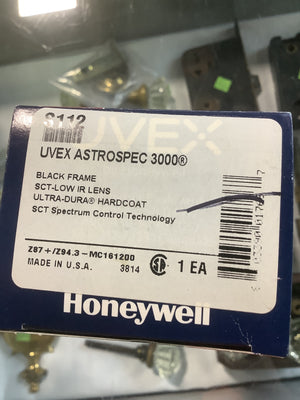 S112
UVEX
UVEX ASTROSPEC 3000®
BLACK FRAME
SCT-LOW IR LENS
ULTRA-DURA® HARDCOAT
SCT Spectrum Control Technology
Z87+/Z94.3-MC161200
MADE IN U.S.A. 3814
1 EA
Honeywell